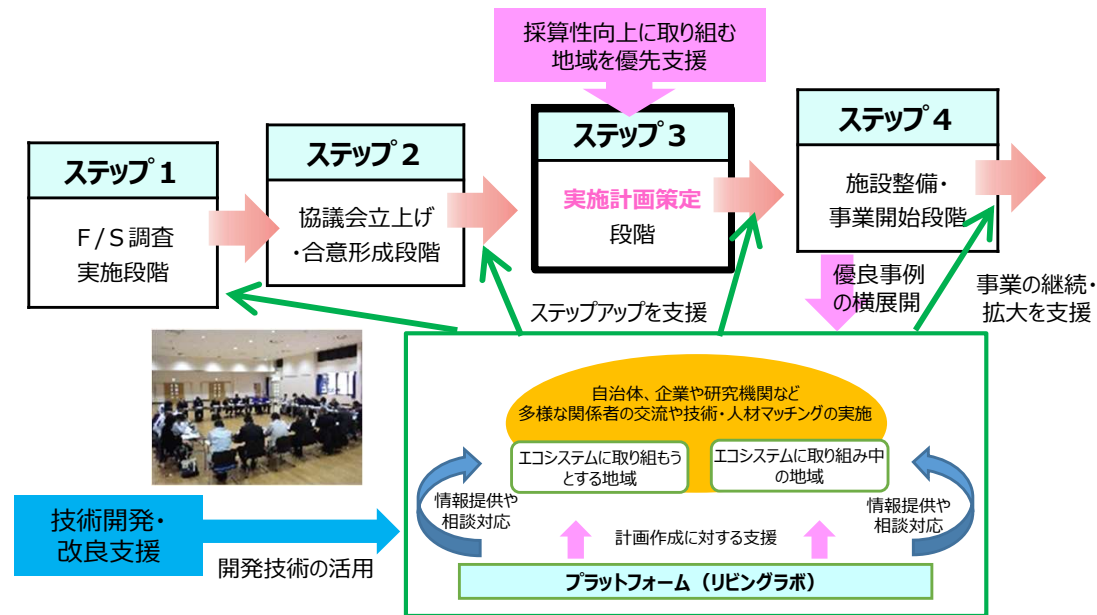 採算性向上に取り組む
地域を優先支援
ステップ１
Ｆ/Ｓ調査
実施段階
ステップ２
協議会立上げ
・合意形成段階
ステップ３
実施計画策定
段階
ステップ４
施設整備・
事業開始段階
優良事例
の横展開
事業の継続・
拡大を支援
ステップアップを支援
自治体、企業や研究機関など
多様な関係者の交流や技術・人材マッチングの実施
エコシステムに取り組もう
とする地域
エコシステムに取り組み中
の地域
情報提供や
相談対応
情報提供や
相談対応
技術開発・
改良支援
開発技術の活用
計画作成に対する支援
プラットフォーム（リビングラボ）